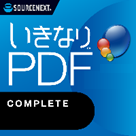 SOURCENEXT
いきなり
PDF
COMPLETE